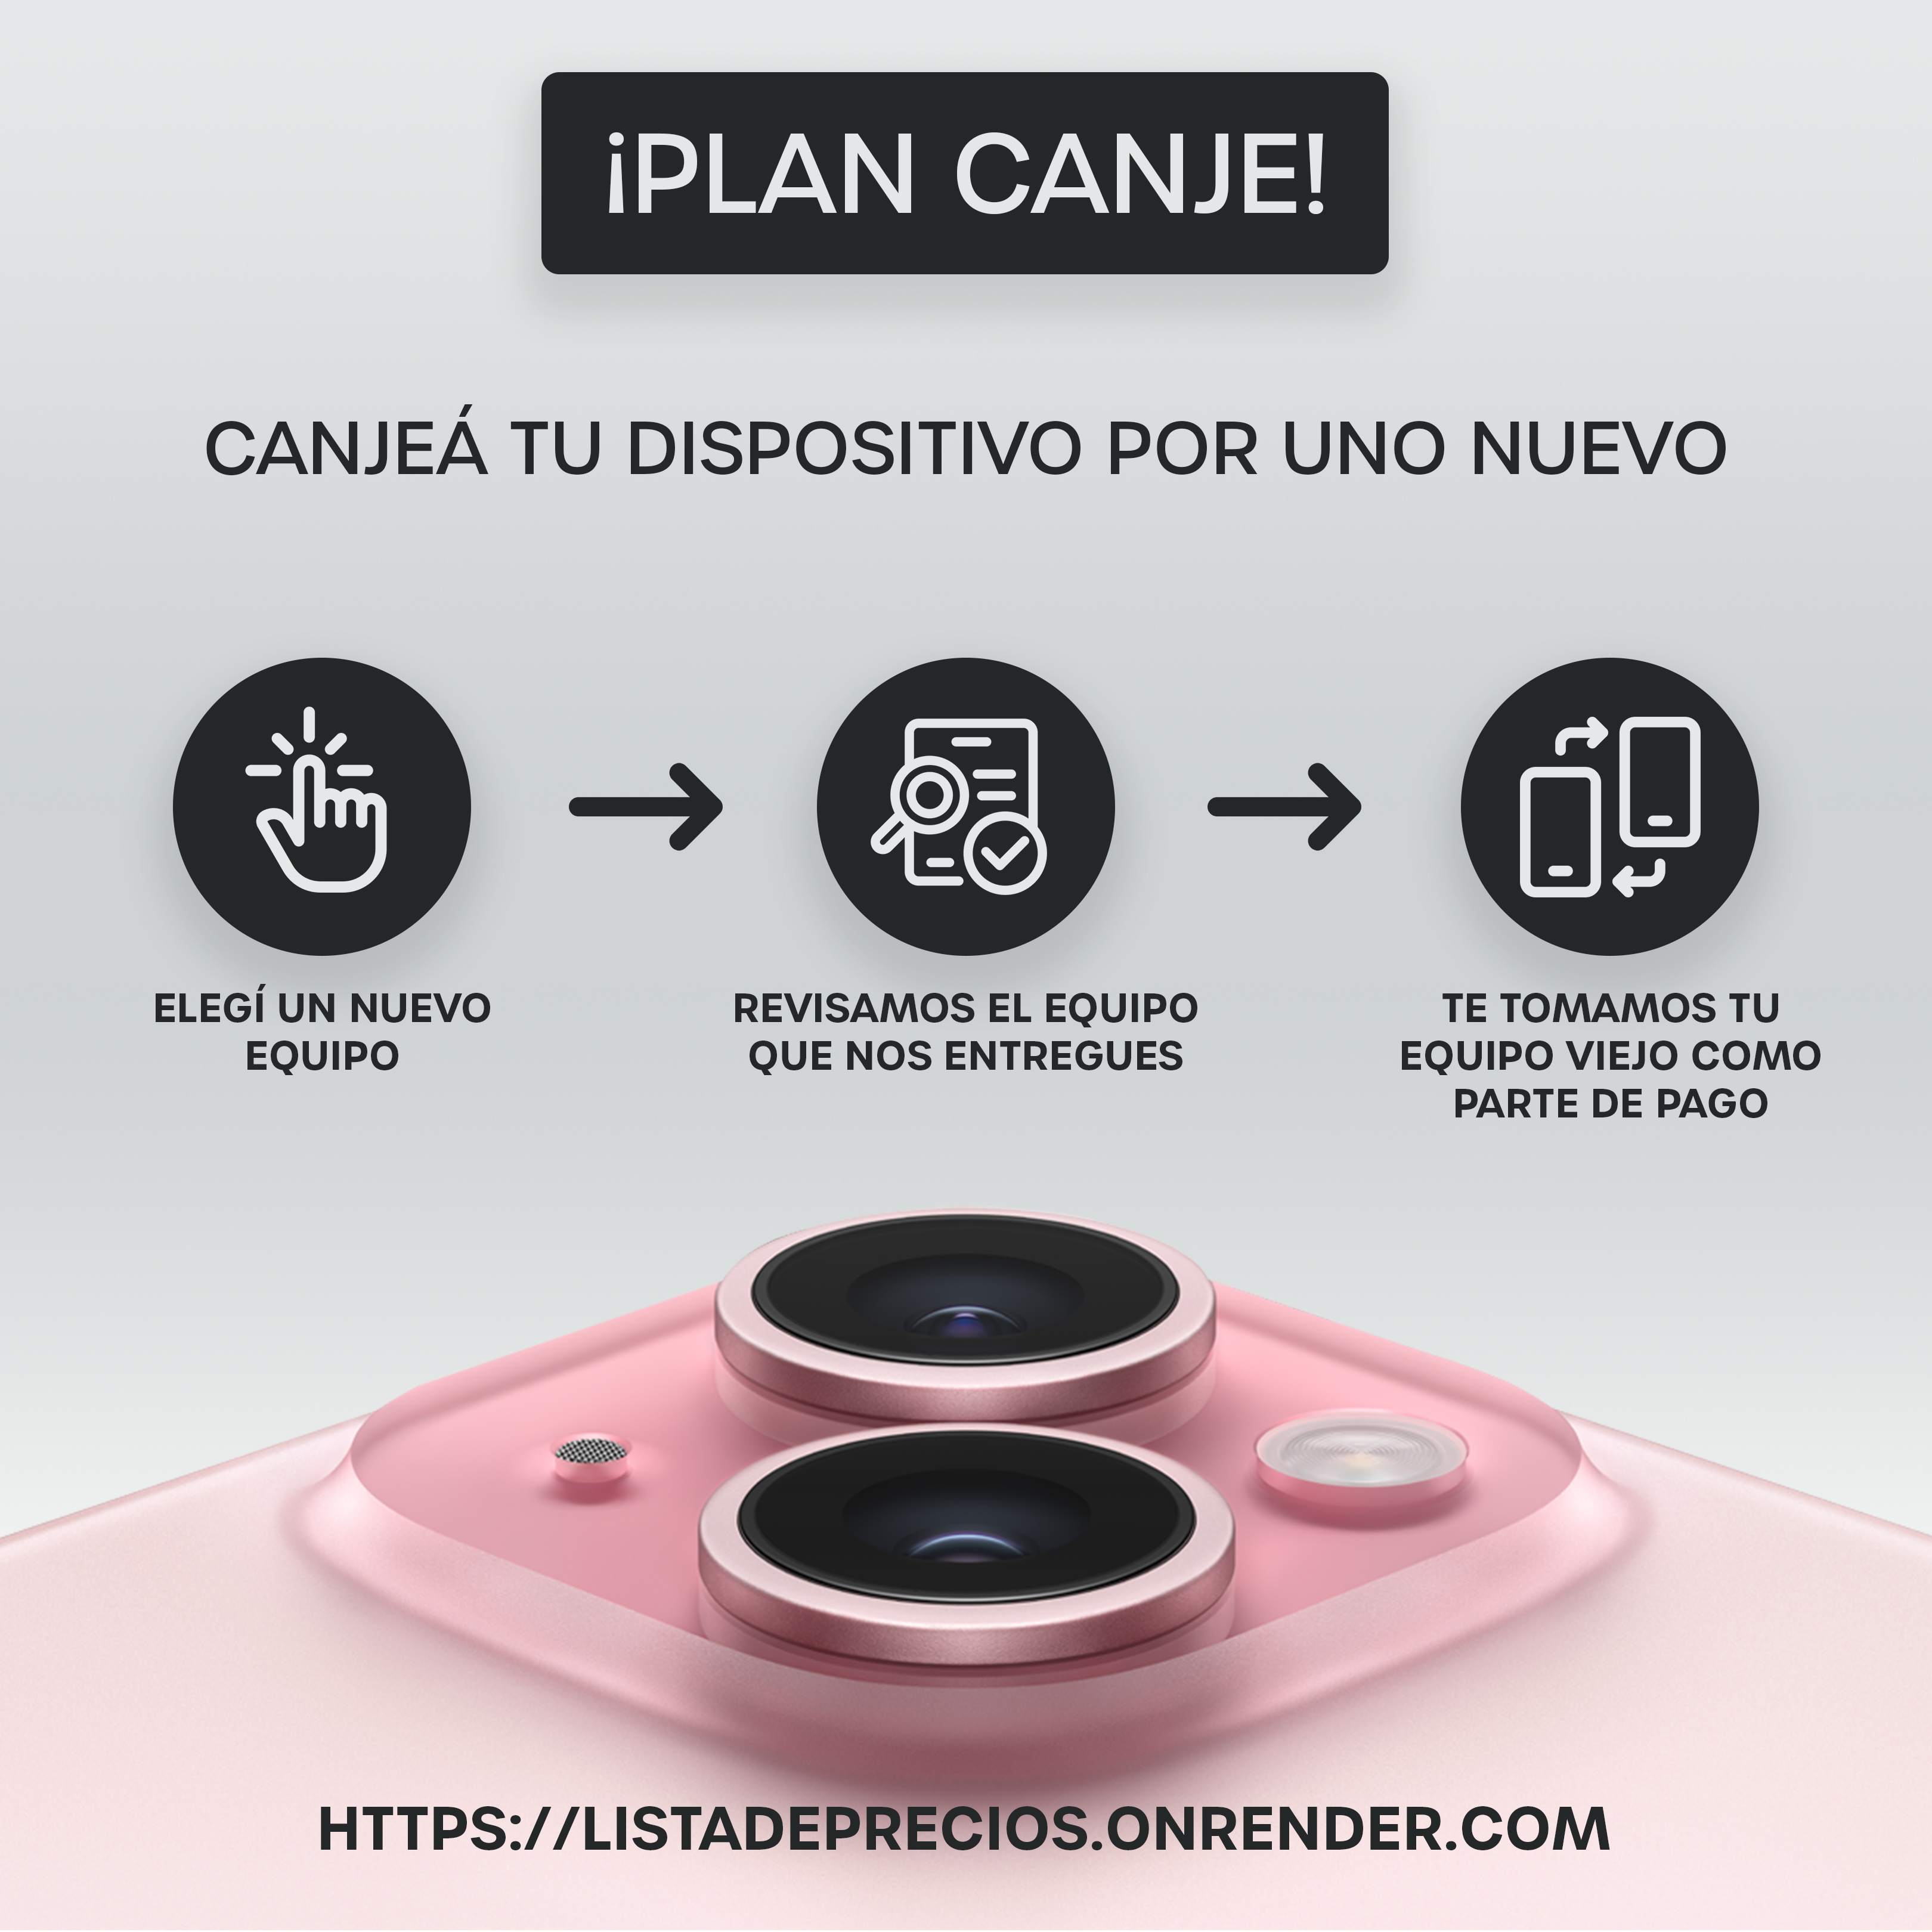 ¡PLAN CANJE!
CANJEÁ TU DISPOSITIVO POR UNO NUEVO
ELEGÍ UN NUEVO
EQUIPO
REVISAMOS EL EQUIPO
QUE NOS ENTREGUES
TE TOMAMOS TU
EQUIPO VIEJO COMO
PARTE DE PAGO
HTTPS://LISTADEPRECIOS.ONRENDER.COM